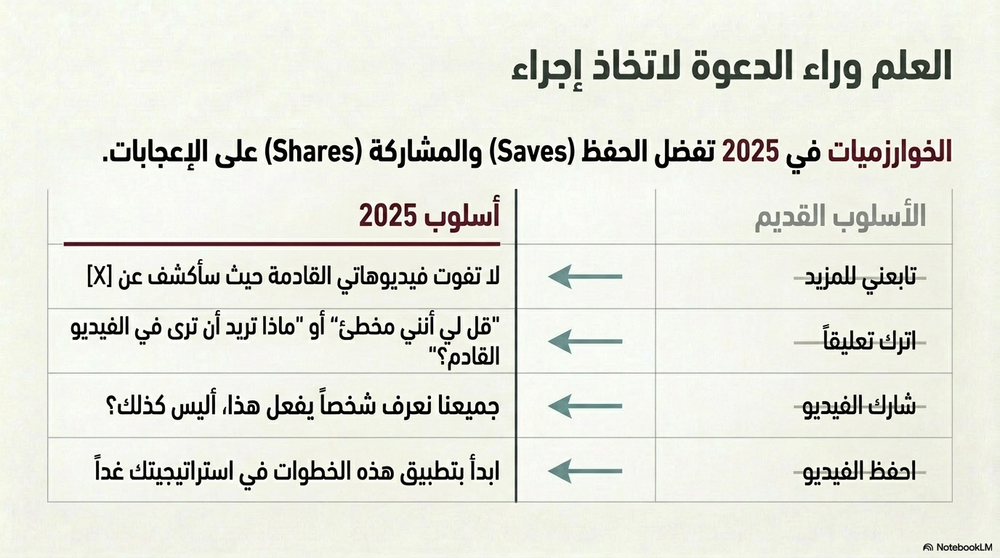 العلم وراء الدعوة لاتخاذ إجراء
الخوارزميات في 2025 تفضل الحفظ (Saves) والمشاركة (Shares) على الإعجابات.
الأسلوب القديم
أسلوب 2025
تابعني للمزيد
لا تفوت فيديوهاتي القادمة حيث سأكشف عن [X]
اترك تعليقاً
"قل لي أنني مخطئ" أو "ماذا تريد أن ترى في الفيديو
القادم؟"
شارك الفيديو
جميعنا نعرف شخصاً يفعل هذا، أليس كذلك؟
احفظ الفيديو
ابدأ بتطبيق هذه الخطوات في استراتيجيتك غداً
NotebookLM